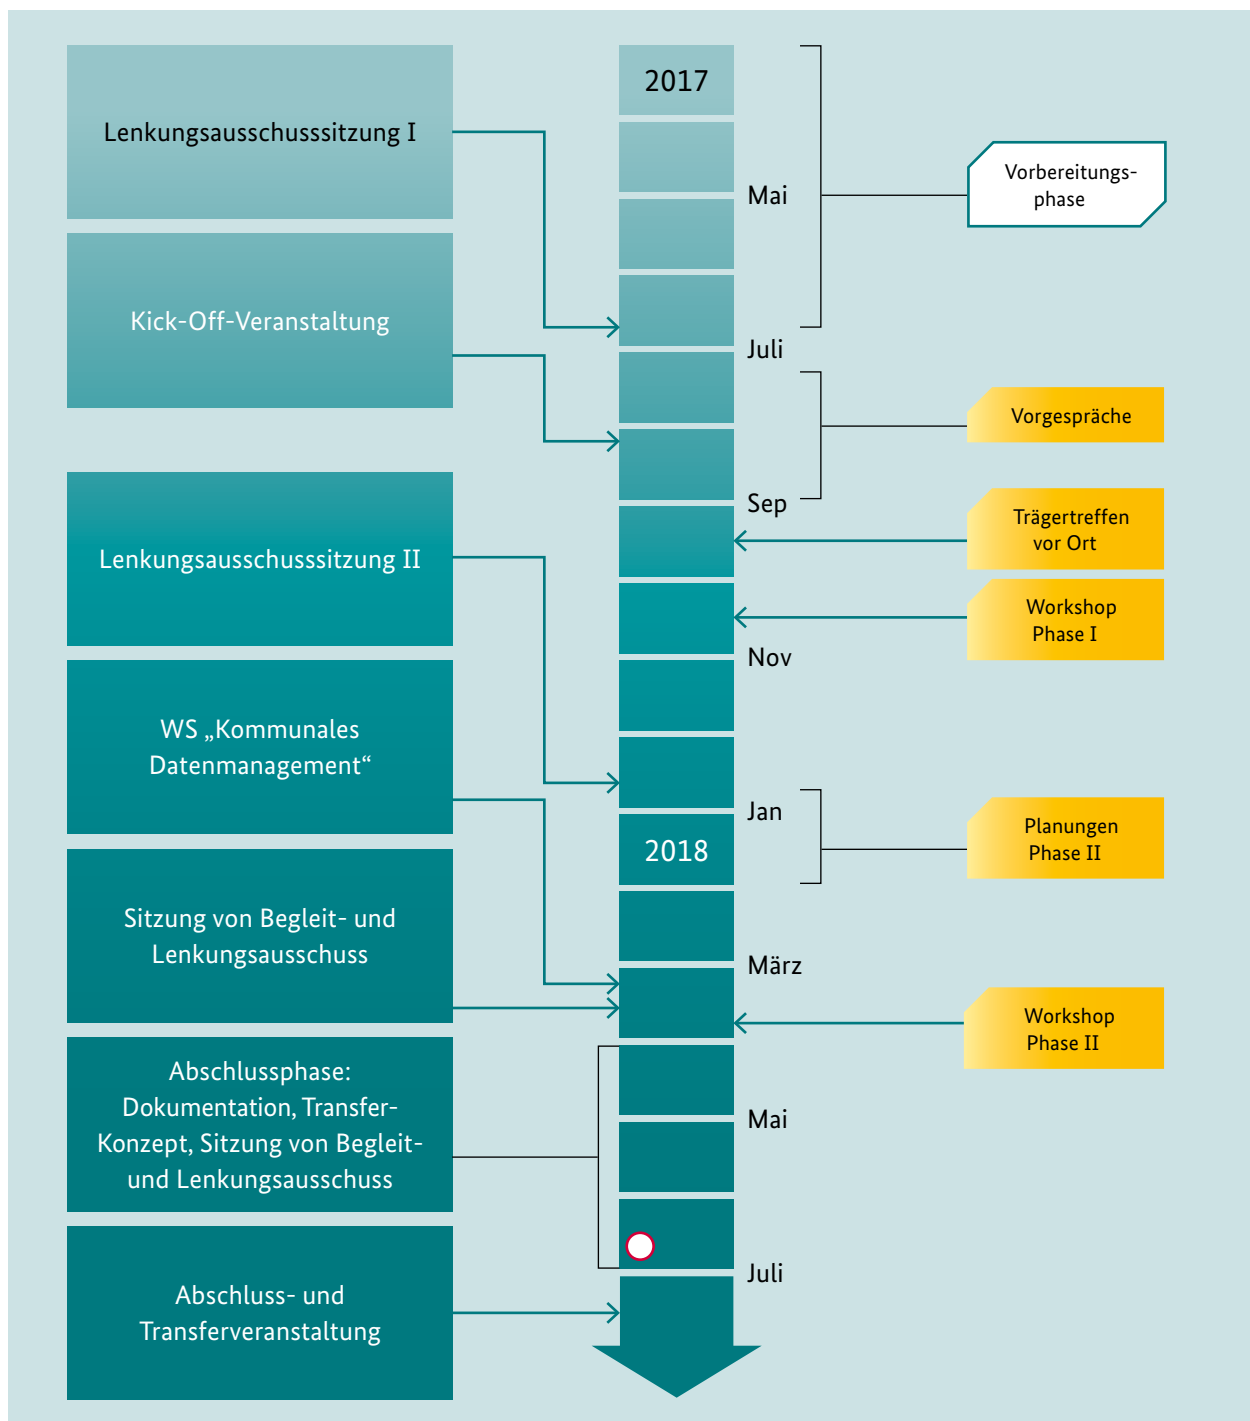 Lenkungsausschusssitzung I
Kick-Off-Veranstaltung
Lenkungsausschusssitzung II
WS „Kommunales
Datenmanagement“
Sitzung von Begleit- und
Lenkungsausschuss
Abschlussphase:
Dokumentation, Transfer-
Konzept, Sitzung von Begleit-
und Lenkungsausschuss
Abschluss- und
Transferveranstaltung
2017
Mai
Juli
Sep
Nov
Jan
2018
März
Mai
Juli
Vorbereitungs-
phase
Vorgespräche
Trägertreffen
vor Ort
Workshop
Phase I
Planungen
Phase II
Workshop
Phase II